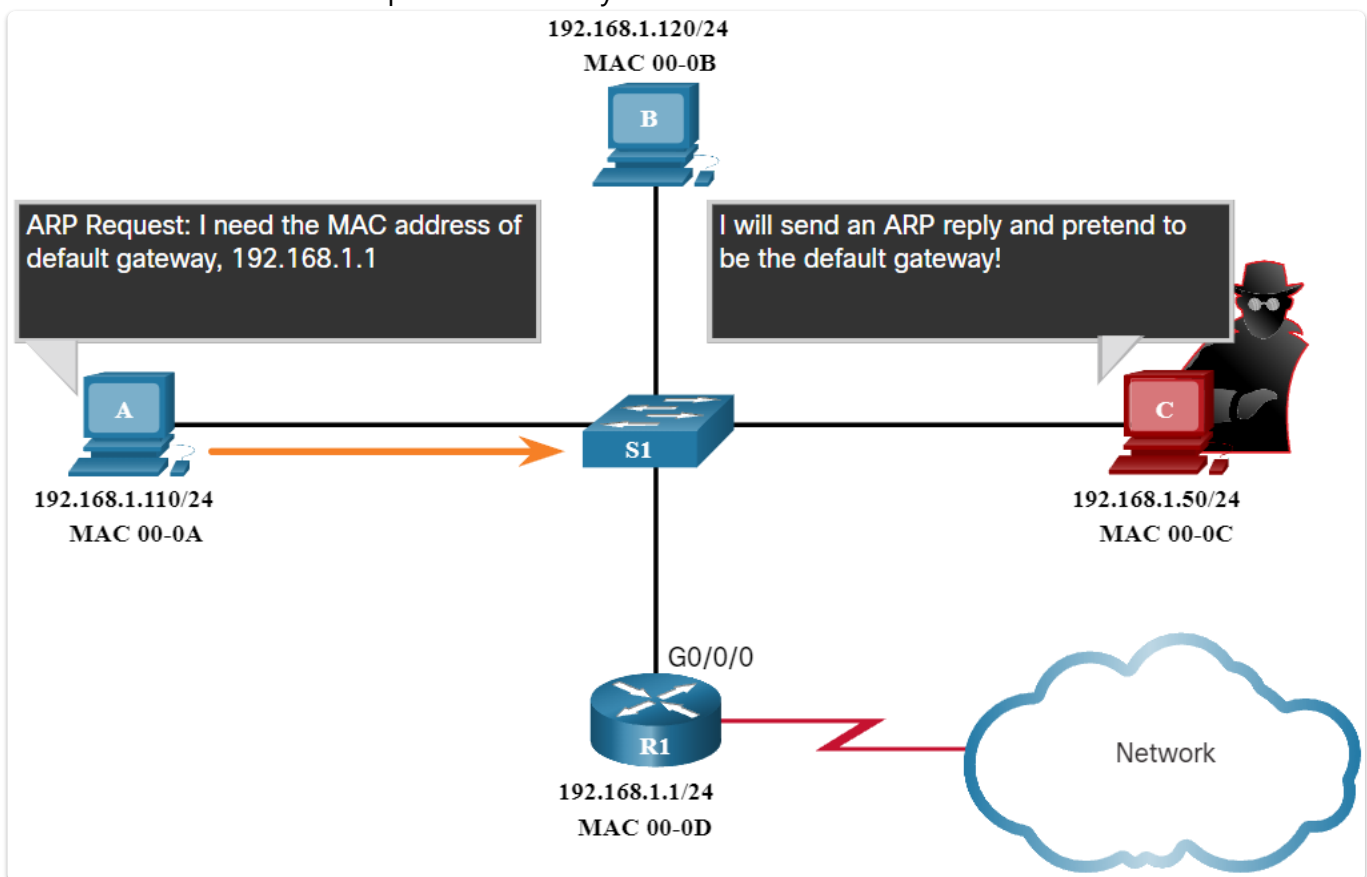 192.168.1.120/24
MAC 00-0B
B
ARP Request: I need the MAC address of
default gateway, 192.168.1.1
I will send an ARP reply and pretend to
be the default gateway!
A
S1
C
192.168.1.110/24
MAC 00-0A
192.168.1.50/24
MAC 00-0C
G0/0/0
R1
Network
192.168.1.1/24
MAC 00-0D